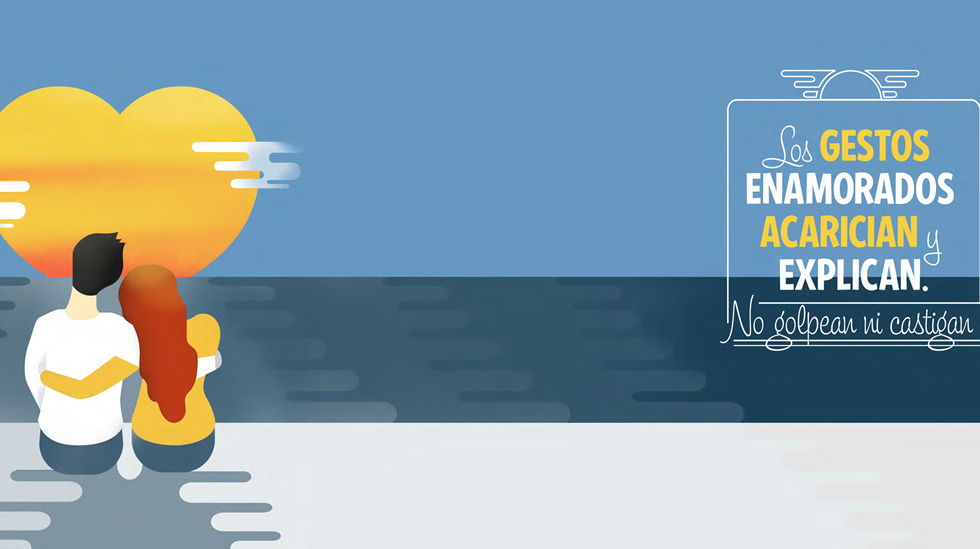 Los GESTOS
ENAMORADOS
ACARICIAN y
EXPLICAN.
No golpean ni castigan